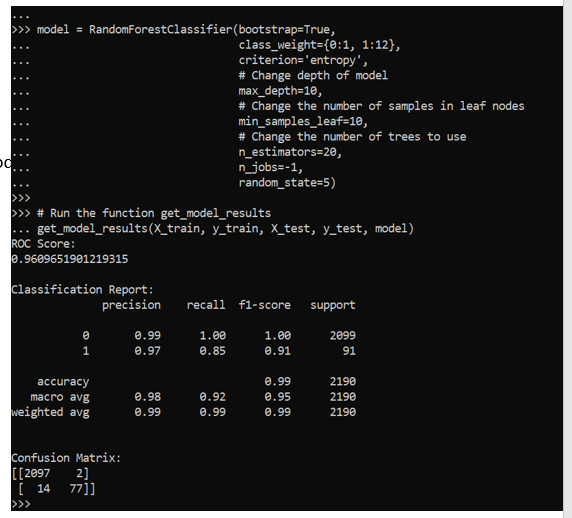 ...
>>> model = RandomForestClassifier(bootstrap=True,
...                                class_weight={0:1, 1:12},
...                                criterion='entropy',
...                                # Change depth of model
...                                max_depth=10,
...                                # Change the number of samples in leaf nodes
...                                min_samples_leaf=10,
...                                # Change the number of trees to use
...                                n_estimators=20,
...                                n_jobs=-1,
...                                random_state=5)
>>>
>>> # Run the function get_model_results
... get_model_results(X_train, y_train, X_test, y_test, model)
ROC Score:
0.9609651901219315

Classification Report:
              precision    recall  f1-score   support

           0       0.99      1.00      1.00      2099
           1       0.97      0.85      0.91        91

    accuracy                           0.99      2190
   macro avg       0.98      0.92      0.95      2190
weighted avg       0.99      0.99      0.99      2190


Confusion Matrix:
[[2097    2]
 [  14   77]]
>>>